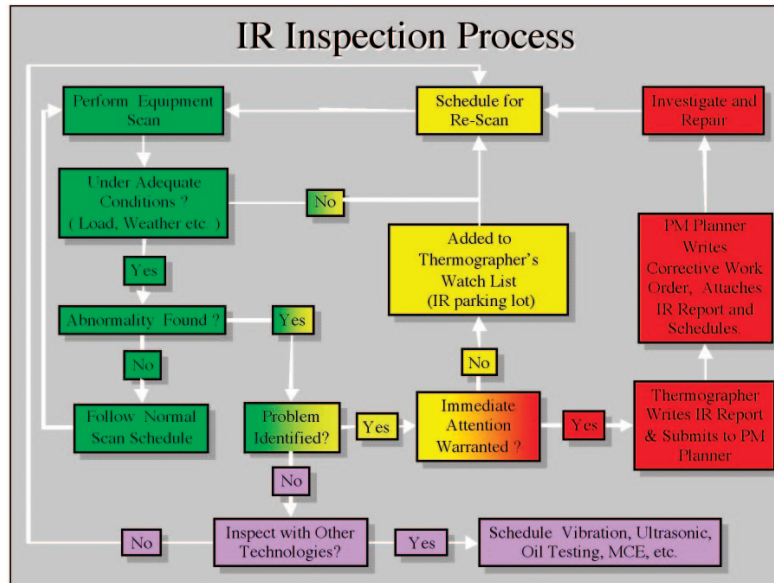 IR Inspection Process
Perform Equipment
Scan
Schedule for
Re-Scan
Investigate and
Repair
Under Adequate
Conditions ?
( Load, Weather etc. )
No
Added to
Thermographer's
Watch List
(IR parking lot)
PM Planner
Writes
Corrective Work
Order, Attaches
IR Report and
Schedules.
Yes
Abnormality Found ?
Yes
No
No
Follow Normal
Scan Schedule
Problem
Identified?
Yes
Immediate
Attention
Warranted ?
Yes
Thermographer
Writes IR Report
& Submits to PM
Planner
No
No
Inspect with Other
Technologies?
Yes
Schedule Vibration, Ultrasonic,
Oil Testing, MCE, etc.